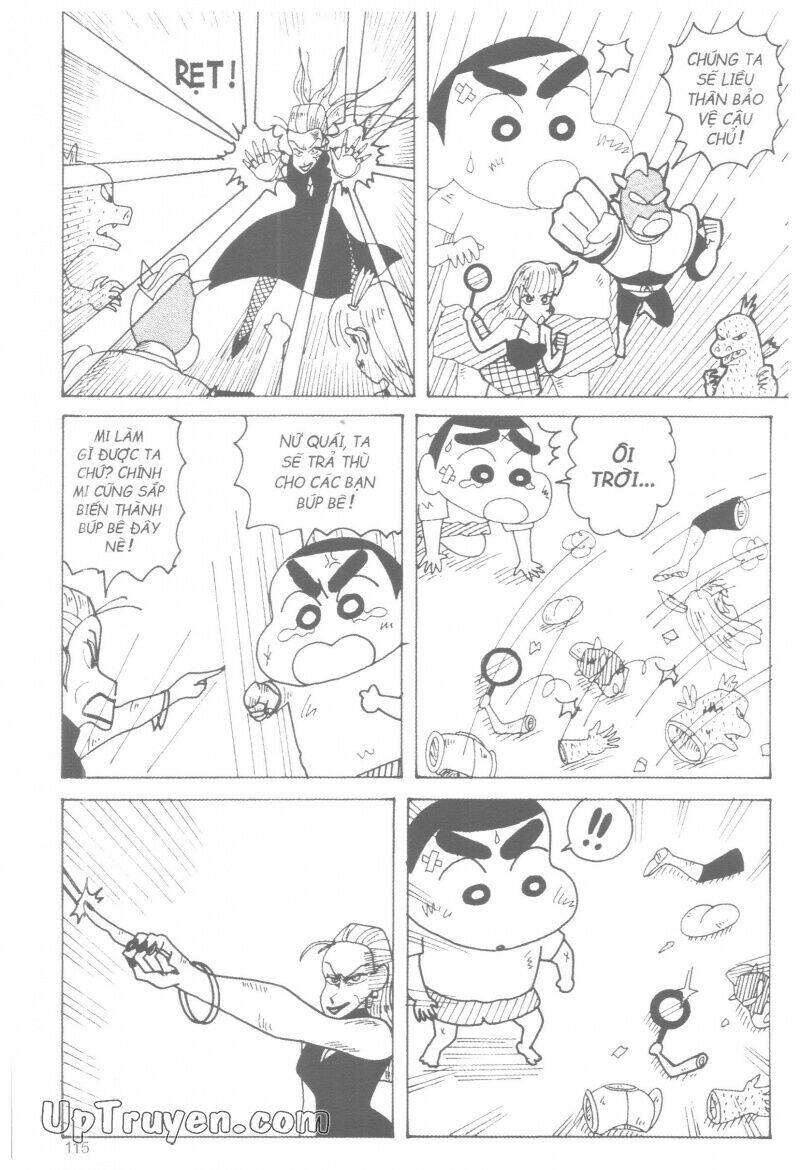 CHÚNG TA
SẼ LIỀU
THÂN BẢO
VỆ CẬU
CHỦ!
RẸT!
ÔI
TRỜI...
NỮ QUÁI, TA
SẼ TRẢ THÙ
CHO CÁC BẠN
BÚP BÊ!
MI LÀM
GÌ ĐƯỢC TA
CHỨ? CHÍNH
MI CŨNG SẮP
BIẾN THÀNH
BÚP BÊ ĐÂY
NÈ!
!!
UpTruyen.com
115